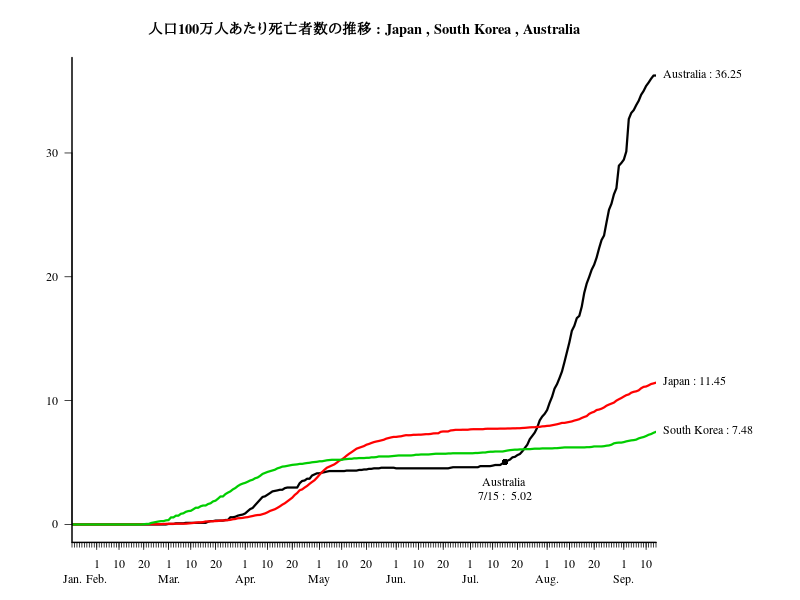 人口100万人あたり死亡者数の推移 : Japan , South Korea , Australia
Australia : 36.25
30
20
10
0
Japan : 11.45
South Korea : 7.48
Australia
7/15 : 5.02
1 10 20 1 10 20 1 10 20 1 10 20 1 10 20 1 10 20 1 10 20 1 10
Jan. Feb. Mar. Apr. May Jun. Jul. Aug. Sep.